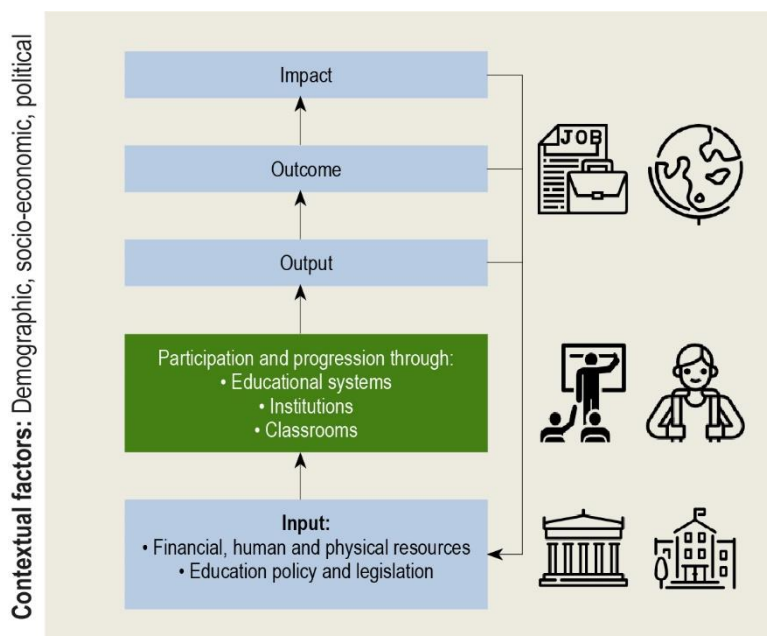 Contextual factors: Demographic, socio-economic, political
Impact
Outcome
Output
Participation and progression through:
• Educational systems
• Institutions
• Classrooms
Input:
• Financial, human and physical resources
• Education policy and legislation
JOB